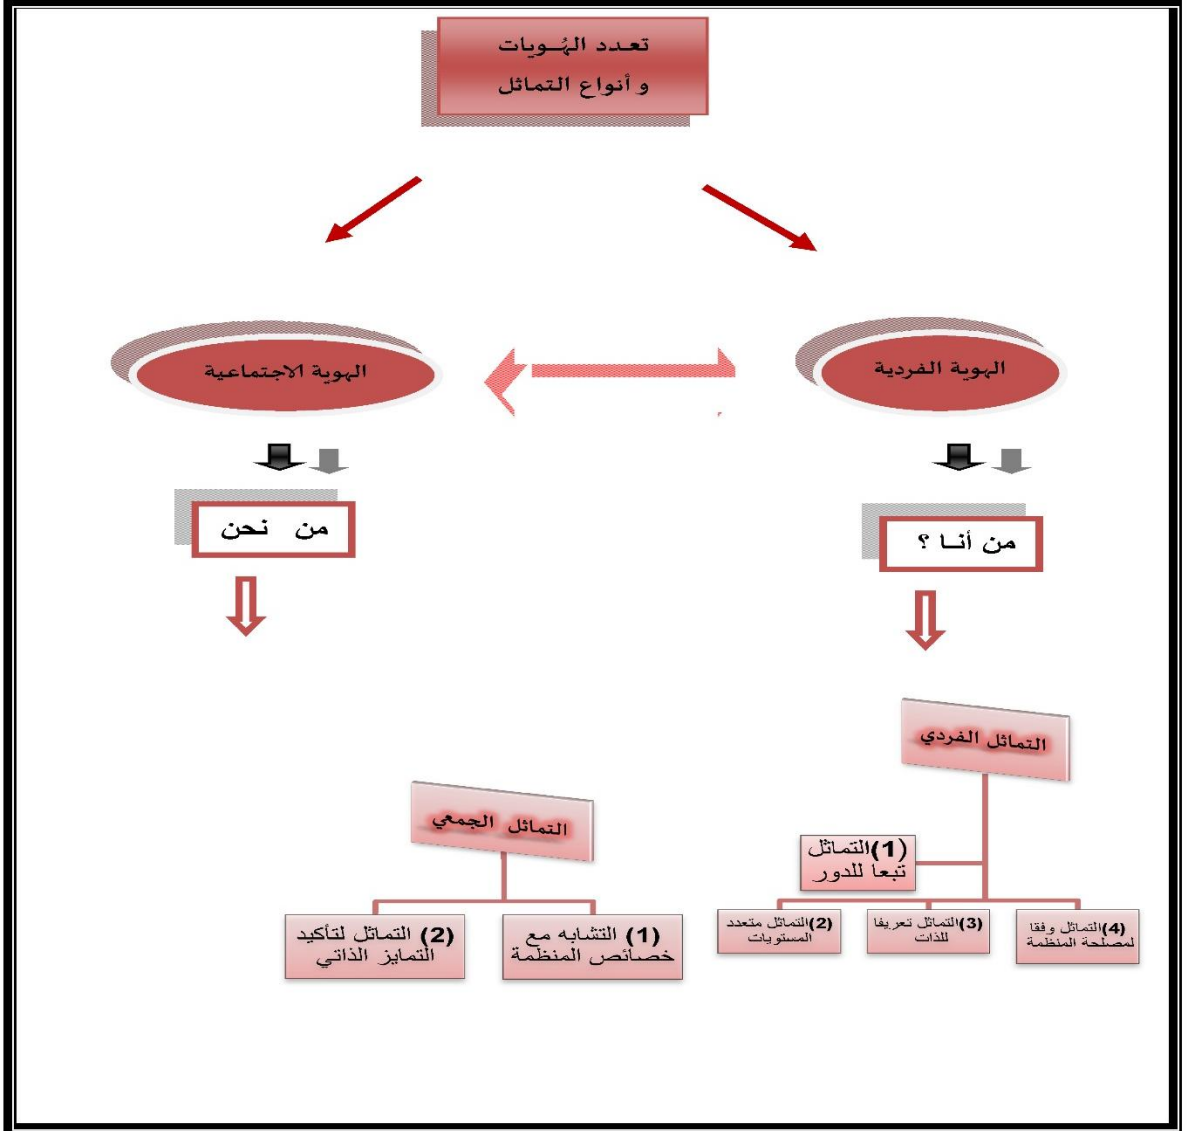 تعدد الهُويات
و أنواع التماثل
الهوية الفردية
الهوية الاجتماعية
من أنا ؟
من نحن
التماثل الفردي
(1)التماثل
تبعا للدور
(4)التماثل وفقا
لمصلحة المنظمة
(3)التماثل تعريفا
للذات
(2)التماثل متعدد
المستويات
التماثل الجمعي
(1) التشابه مع
خصائص المنظمة
(2) التماثل لتأكيد
التمايز الذاتي